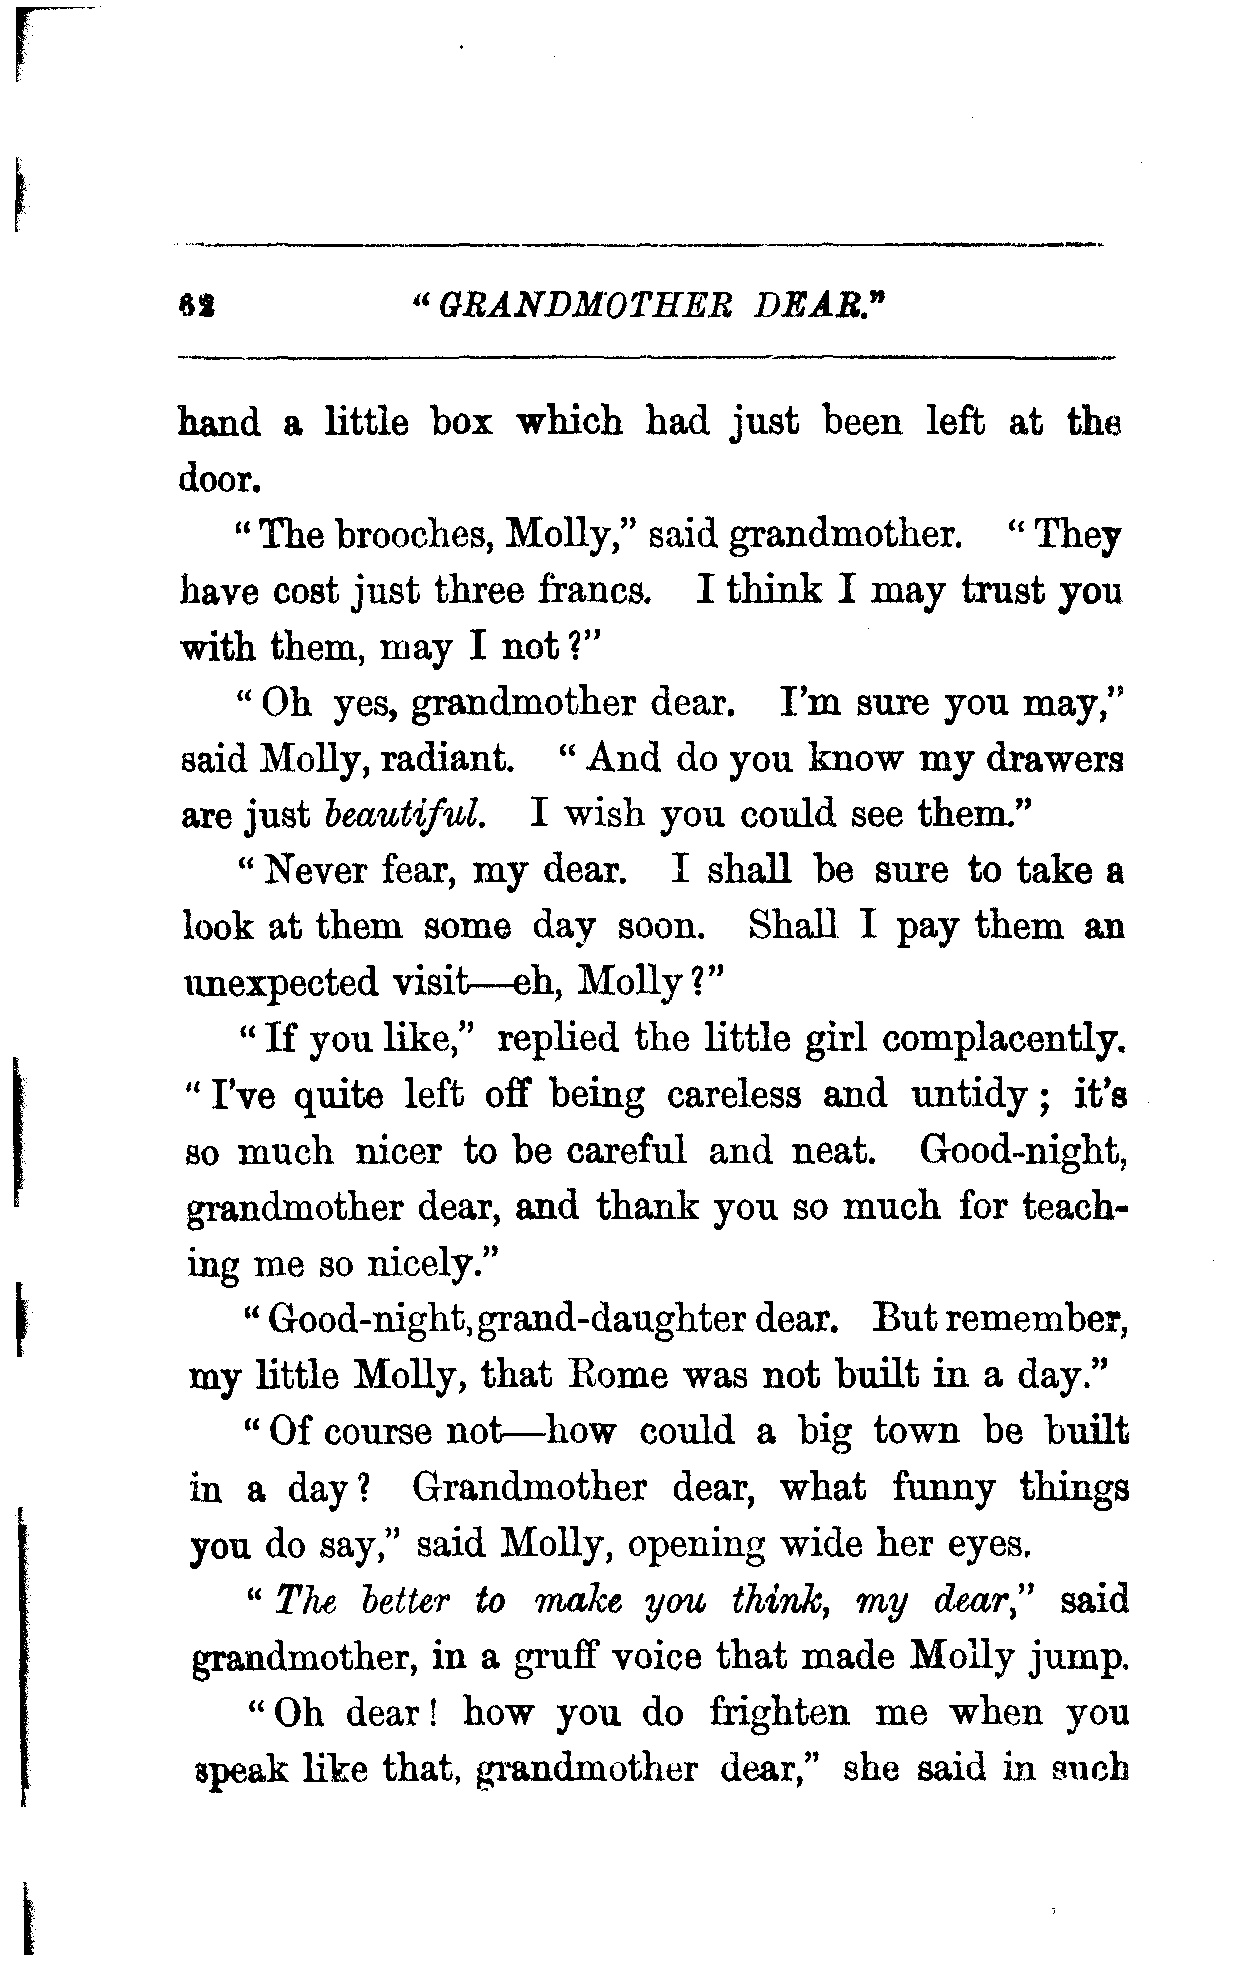 62 "GRANDMOTHER DEAR."
hand a little box which had just been left at the
door.
"The brooches, Molly," said grandmother. "They
have cost just three francs. I think I may trust you
with them, may I not?"
"Oh yes, grandmother dear. I'm sure you may,"
said Molly, radiant. "And do you know my drawers
are just beautiful. I wish you could see them."
"Never fear, my dear. I shall be sure to take a
look at them some day soon. Shall I pay them an
unexpected visit—eh, Molly?"
"If you like," replied the little girl complacently.
"I've quite left off being careless and untidy; it's
so much nicer to be careful and neat. Good-night,
grandmother dear, and thank you so much for teach-
ing me so nicely."
"Good-night, grand-daughter dear. But remember,
my little Molly, that Rome was not built in a day."
"Of course not—how could a big town be built
in a day? Grandmother dear, what funny things
you do say," said Molly, opening wide her eyes.
"The better to make you think, my dear," said
grandmother, in a gruff voice that made Molly jump.
"Oh dear! how you do frighten me when you
speak like that, grandmother dear," she said in such